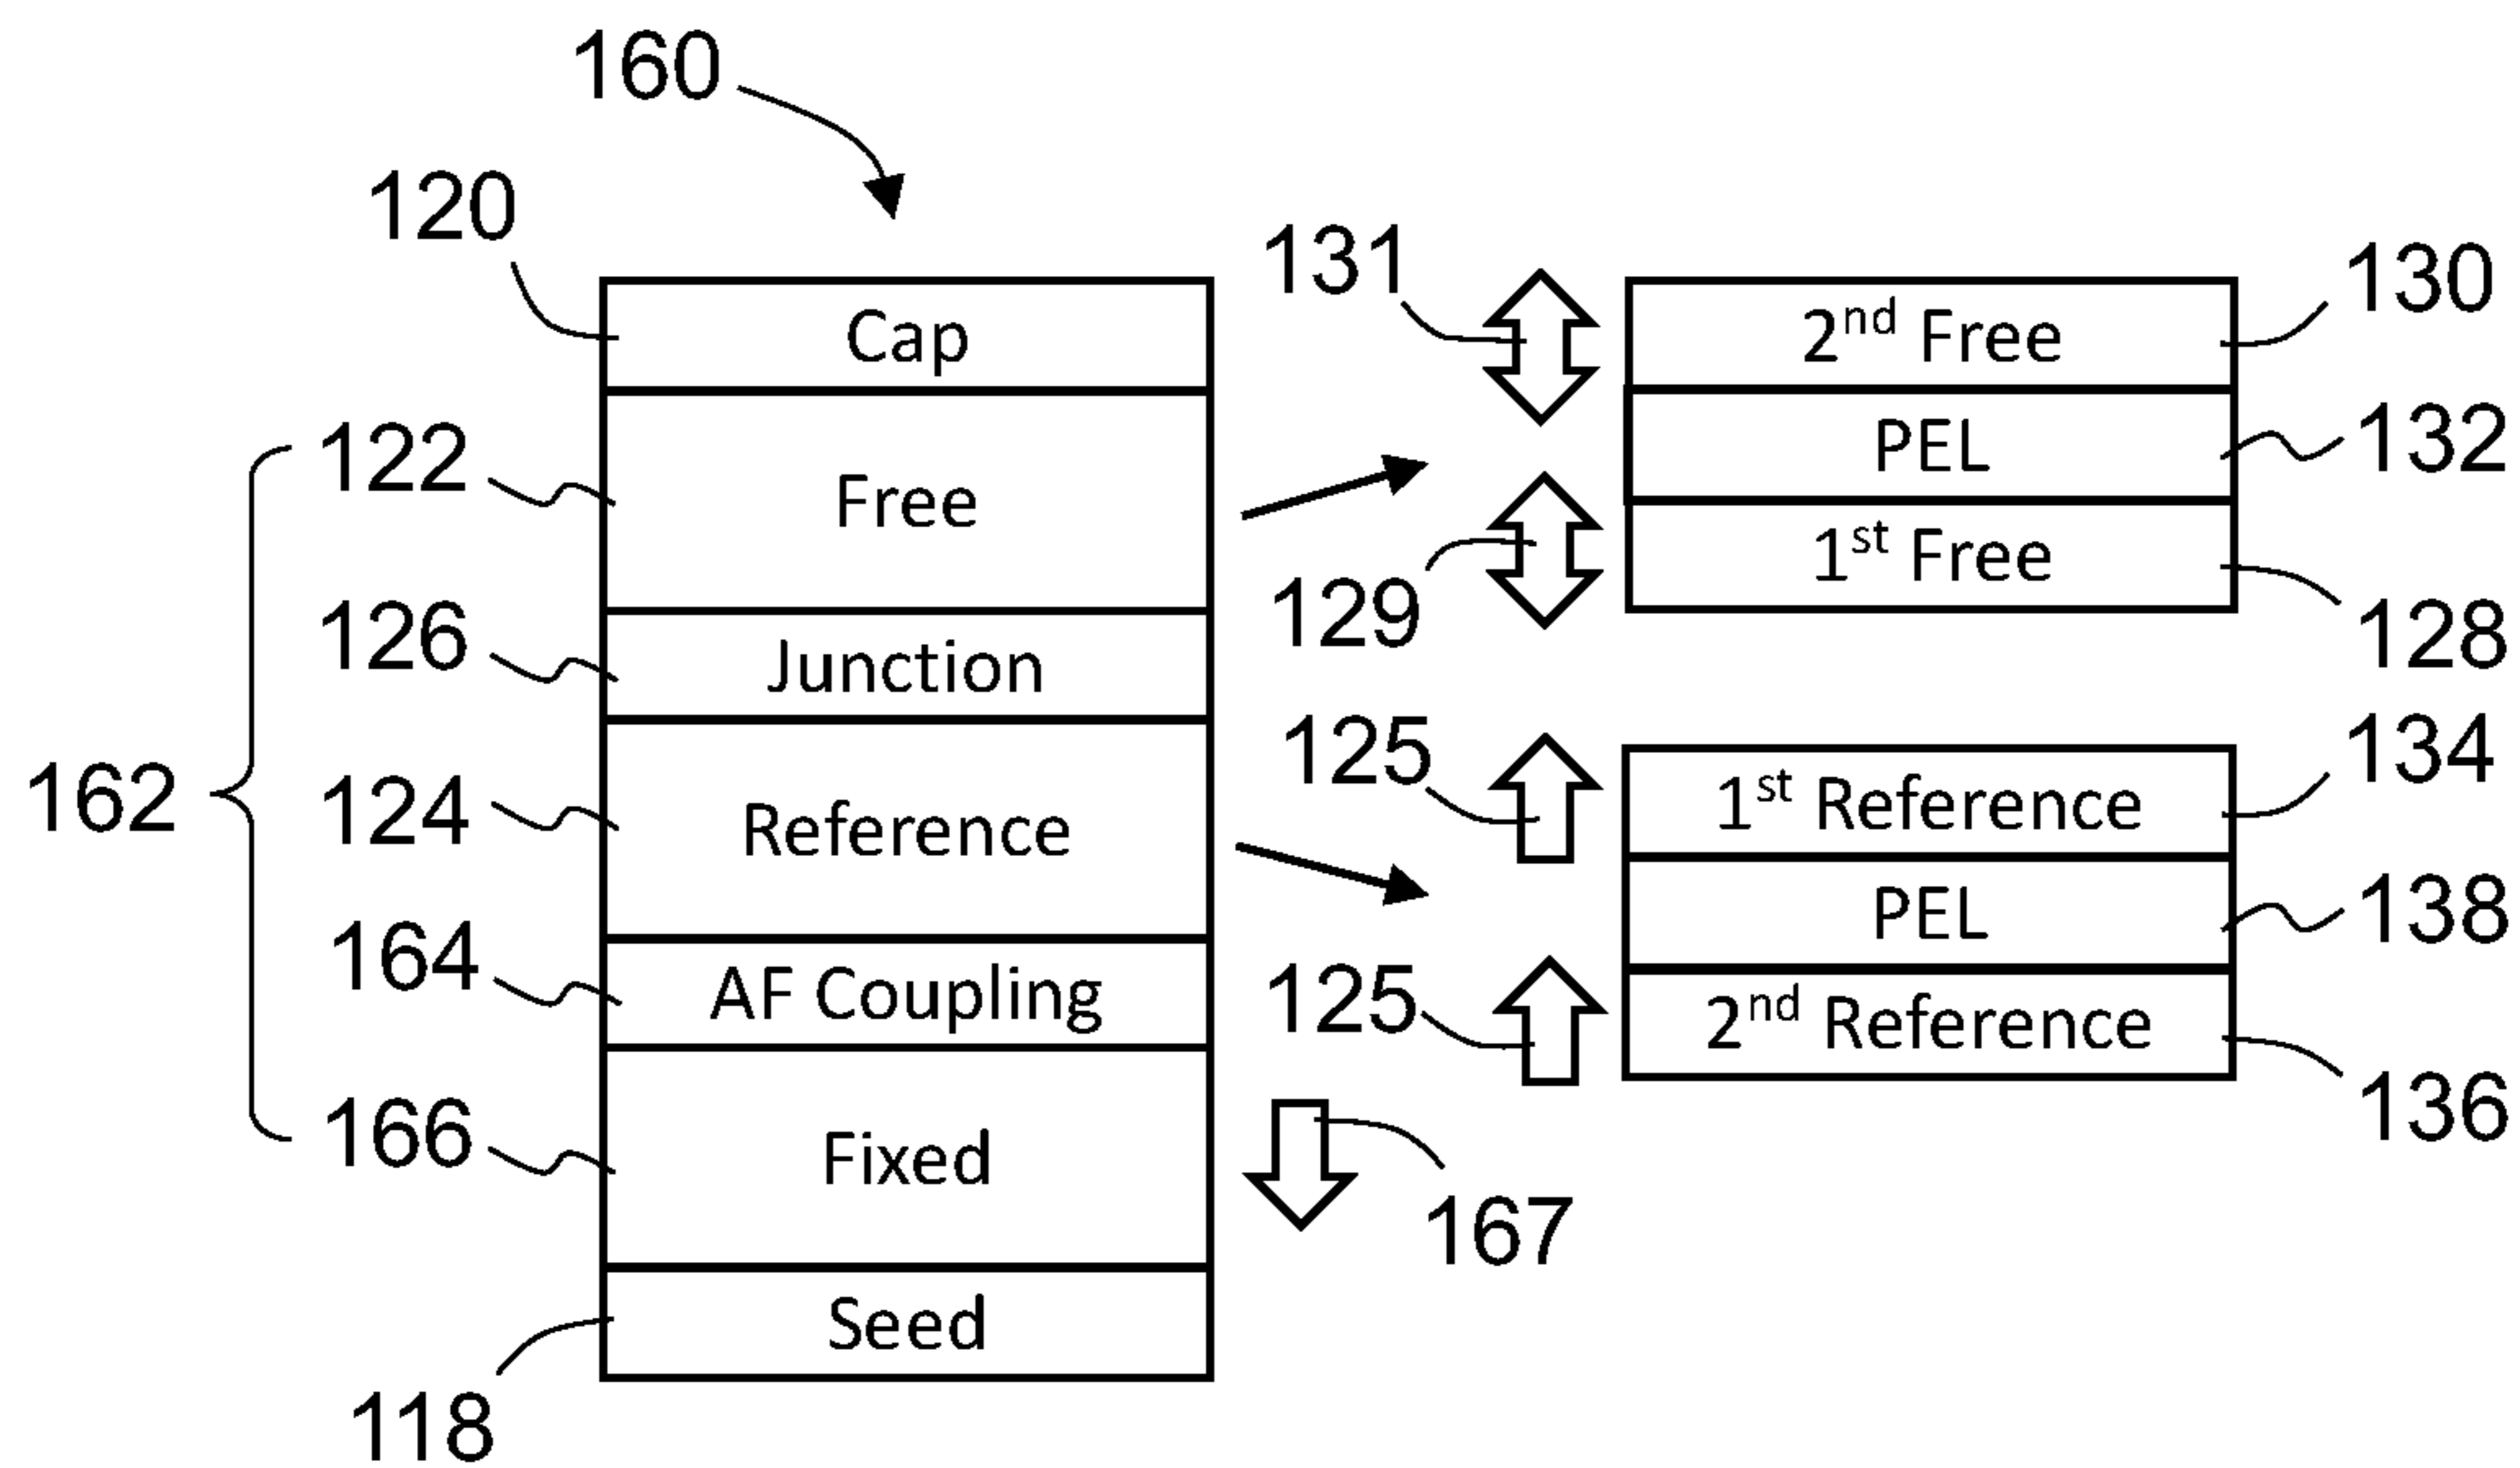 160
120
131
130
Cap
2nd Free
122
PEL
132
Free
129
1st Free
126
128
Junction
125
134
162
124
1st Reference
Reference
138
PEL
164
125
AF Coupling
2nd Reference
166
136
Fixed
167
Seed
118